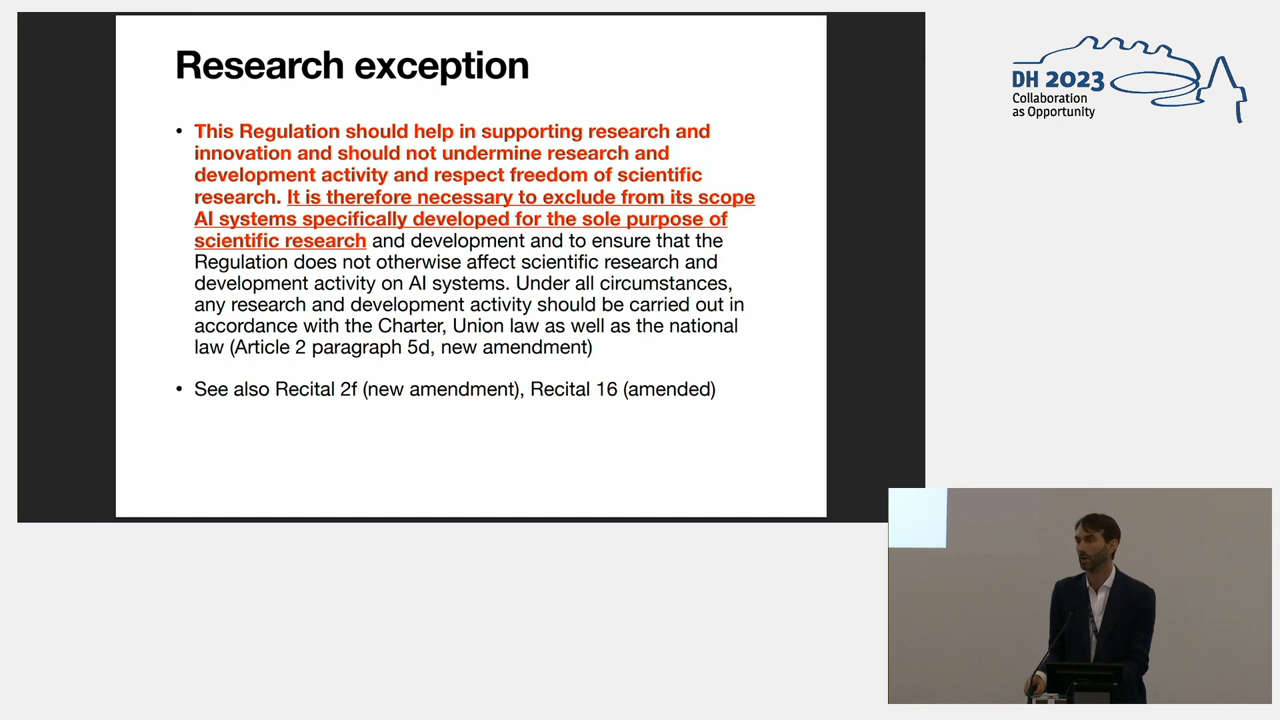 Research exception
• This Regulation should help in supporting research and
innovation and should not undermine research and
development activity and respect freedom of scientific
research. It is therefore necessary to exclude from its scope
AI systems specifically developed for the sole purpose of
scientific research and development and to ensure that the
Regulation does not otherwise affect scientific research and
development activity on AI systems. Under all circumstances,
any research and development activity should be carried out in
accordance with the Charter, Union law as well as the national
law (Article 2 paragraph 5d, new amendment)
• See also Recital 2f (new amendment), Recital 16 (amended)
DH 2023
Collaboration
as Opportunity